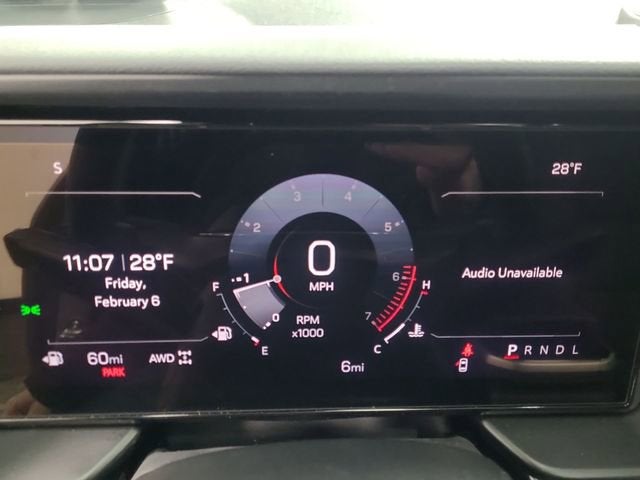 S
28°F
3 4
2 5
1 6
0 7
0
MPH
RPM
x1000
11:07 28°F
Friday,
February 6
F
E
H
C
Audio Unavailable
60mi
PARK
AWD
6mi
P R N D L